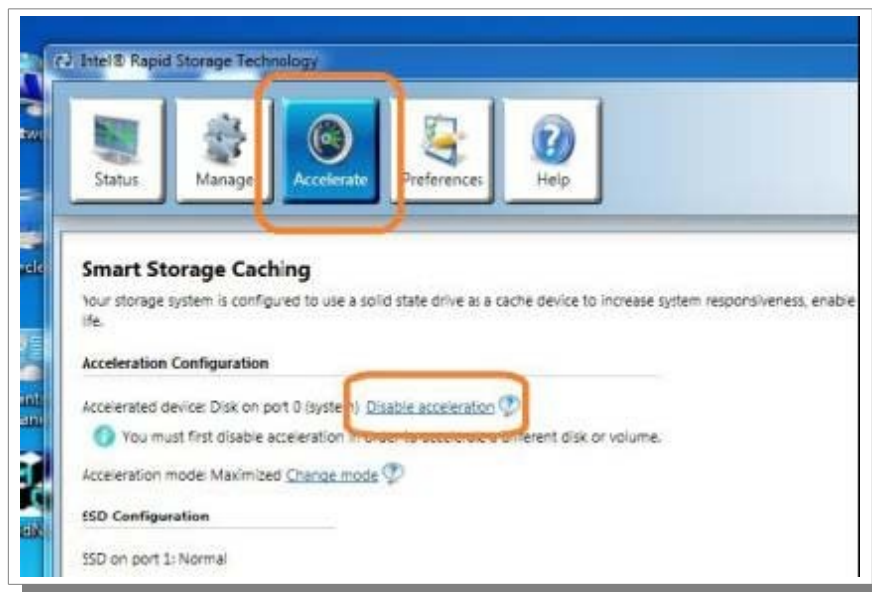 Intel® Rapid Storage Technology
Status
Manage
Accelerate
Preferences
Help
Smart Storage Caching
Your storage system is configured to use a solid state drive as a cache device to increase system responsiveness, enable
life.
Acceleration Configuration
Accelerated device: Disk on port 0 (system) Disable acceleration
You must first disable acceleration in order to accelerate a different disk or volume.
Acceleration mode: Maximized Change mode
SSD Configuration
SSD on port 1: Normal